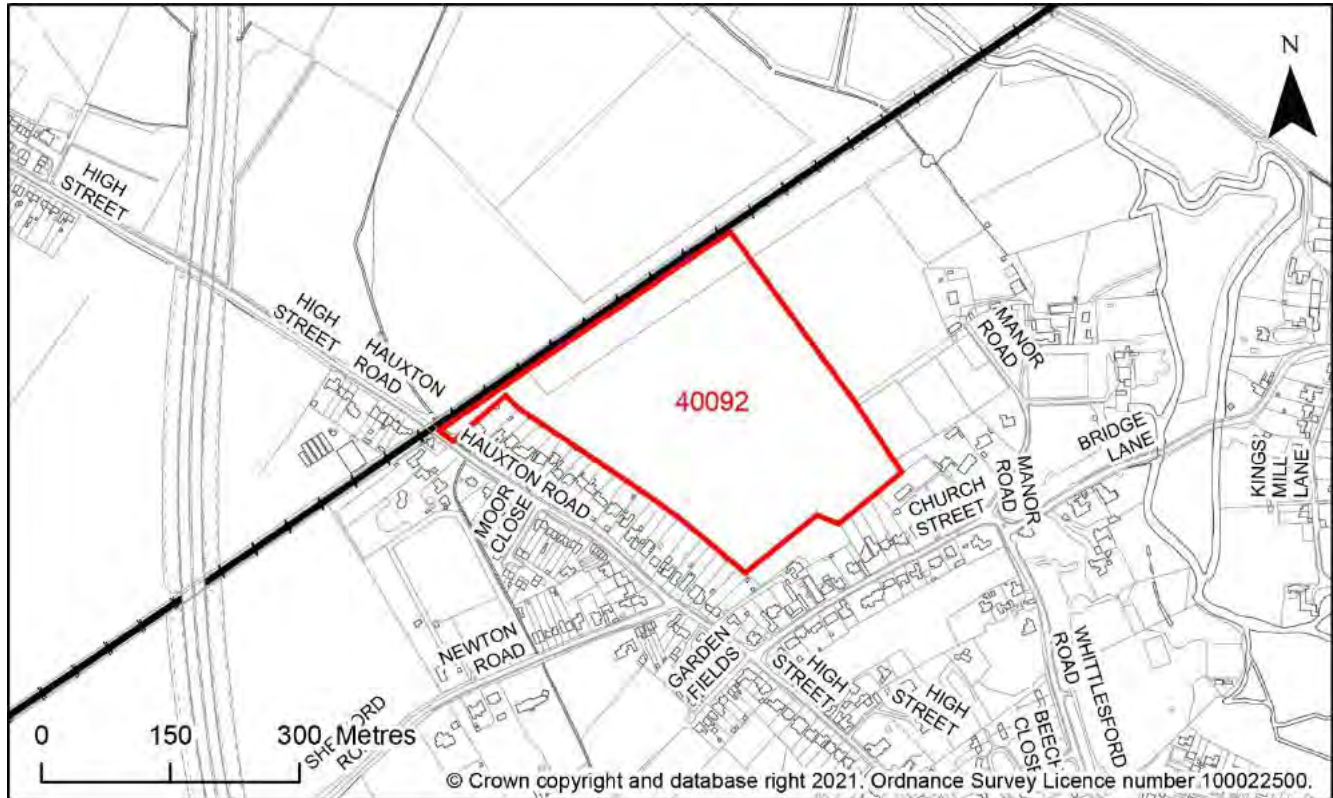 N
HIGH
STREET
HIGH
STREET
HAUXTON
ROAD
MANOR
ROAD
40092
BRIDGE
LANE
KINGS
MILL
LANE
HAUXTON ROAD
MOOR
CLOSE
CHURCH
STREET
MANOR
ROAD
NEWTON
ROAD
GARDEN
FIELDS
HIGH
STREET
HIGH
STREET
WHITTLESFORD
ROAD
BEECH
CLOSE
0 150 300 Metres
© Crown copyright and database right 2021. Ordnance Survey Licence number 100022500.